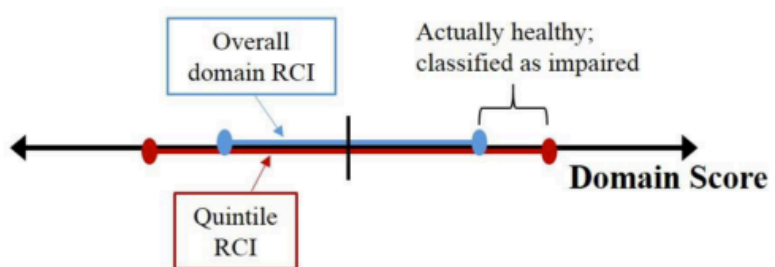 Overall
domain RCI
Actually healthy;
classified as impaired
Domain Score
Quintile
RCI